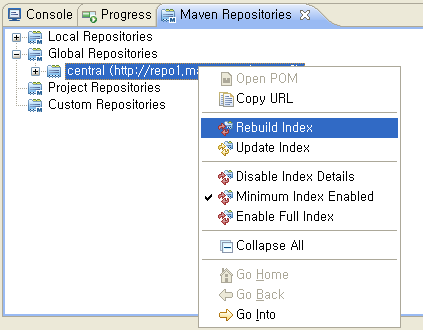 Console Progress Maven Repositories
Local Repositories
Global Repositories
central (http://repo1.m
Project Repositories
Custom Repositories
Open POM
Copy URL
Rebuild Index
Update Index
Disable Index Details
Minimum Index Enabled
Enable Full Index
Collapse All
Go Home
Go Back
Go Into